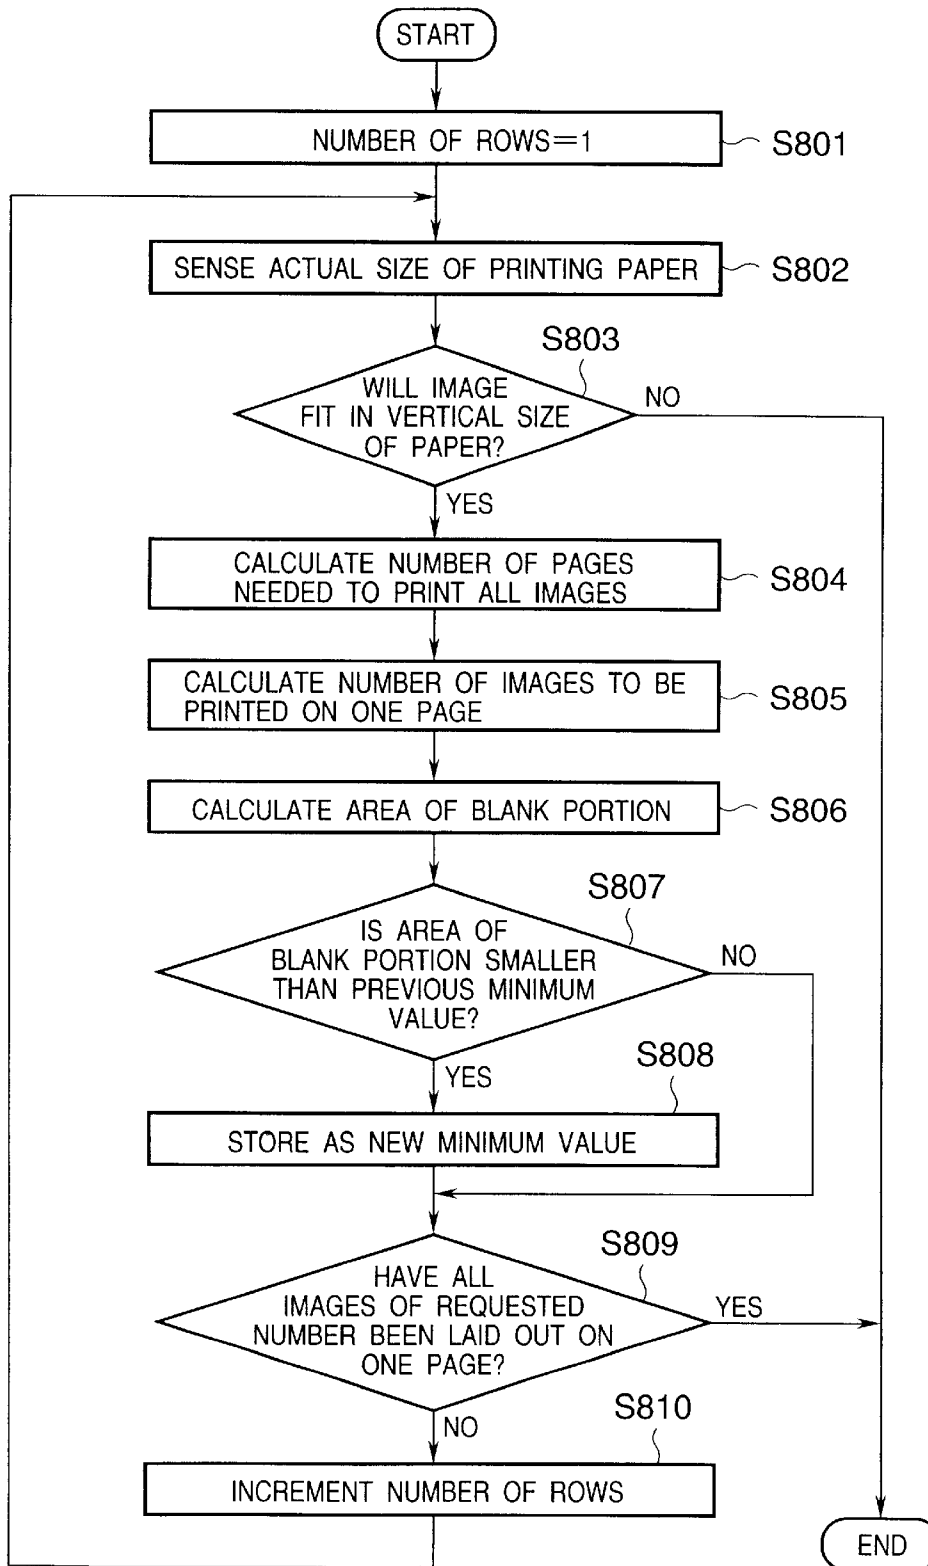 START
NUMBER OF ROWS=1
S801
SENSE ACTUAL SIZE OF PRINTING PAPER
S802
S803
WILL IMAGE
FIT IN VERTICAL SIZE
OF PAPER?
NO
YES
CALCULATE NUMBER OF PAGES
NEEDED TO PRINT ALL IMAGES
S804
CALCULATE NUMBER OF IMAGES TO BE
PRINTED ON ONE PAGE
S805
CALCULATE AREA OF BLANK PORTION
S806
S807
IS AREA OF
BLANK PORTION SMALLER
THAN PREVIOUS MINIMUM
VALUE?
NO
YES
S808
STORE AS NEW MINIMUM VALUE
S809
HAVE ALL
IMAGES OF REQUESTED
NUMBER BEEN LAID OUT ON
ONE PAGE?
YES
NO
S810
INCREMENT NUMBER OF ROWS
END